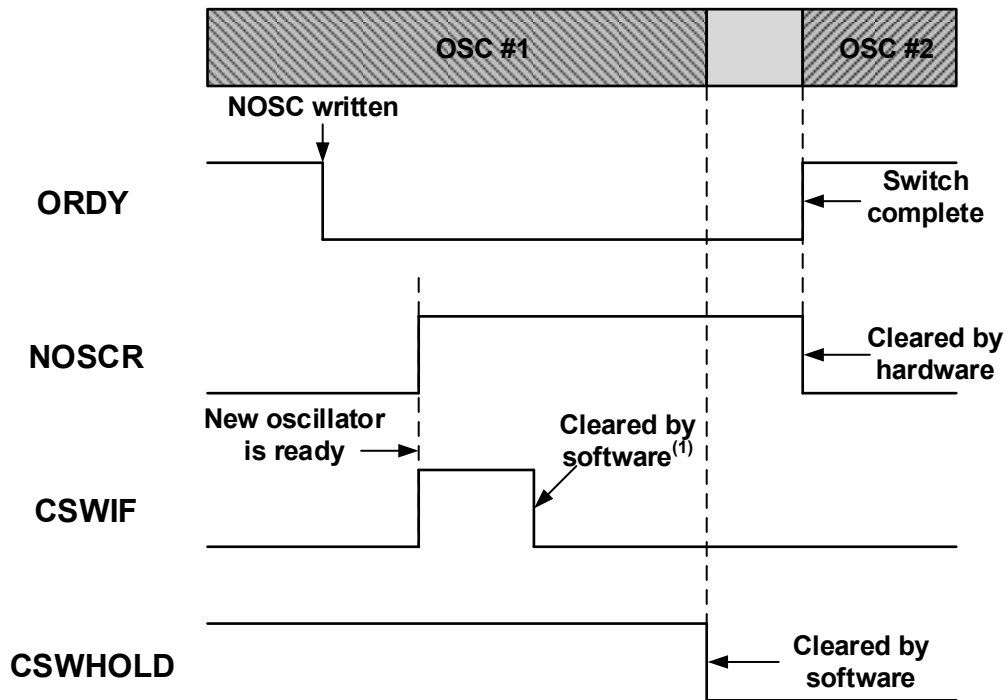 OSC #1
OSC #2
NOSC written
ORDY
Switch
complete
NOSCR
Cleared by
hardware
New oscillator
is ready
Cleared by
software(1)
CSWIF
CSWHOLD
Cleared by
software